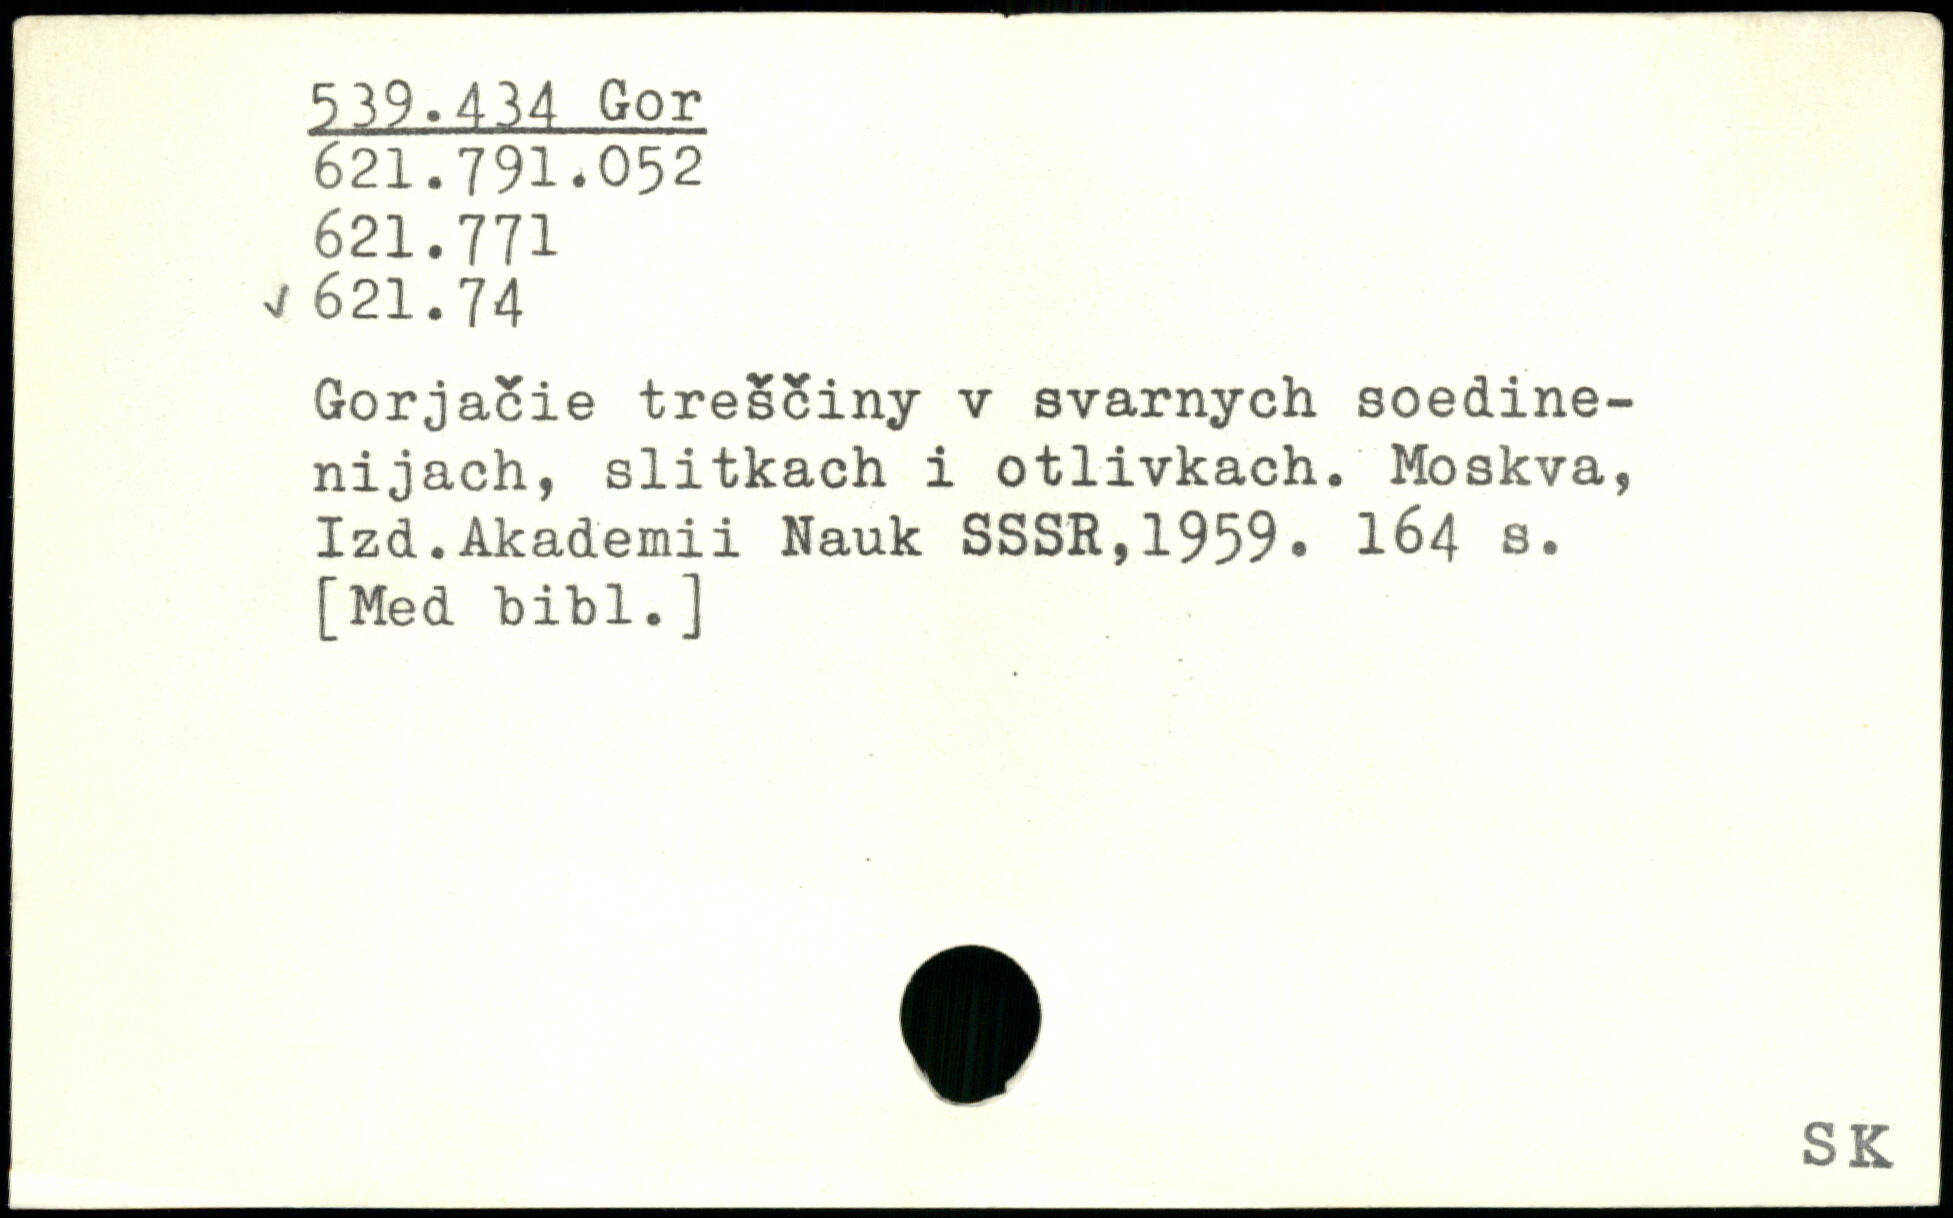 539.434 Gor
621.791.052
621.771
✓ 621.74
Gorjačie treščiny v svarnych soedine-
nijach, slitkach i otlivkach. Moskva,
Izd.Akademii Nauk SSSR,1959. 164 s.
[Med bibl.]
SK